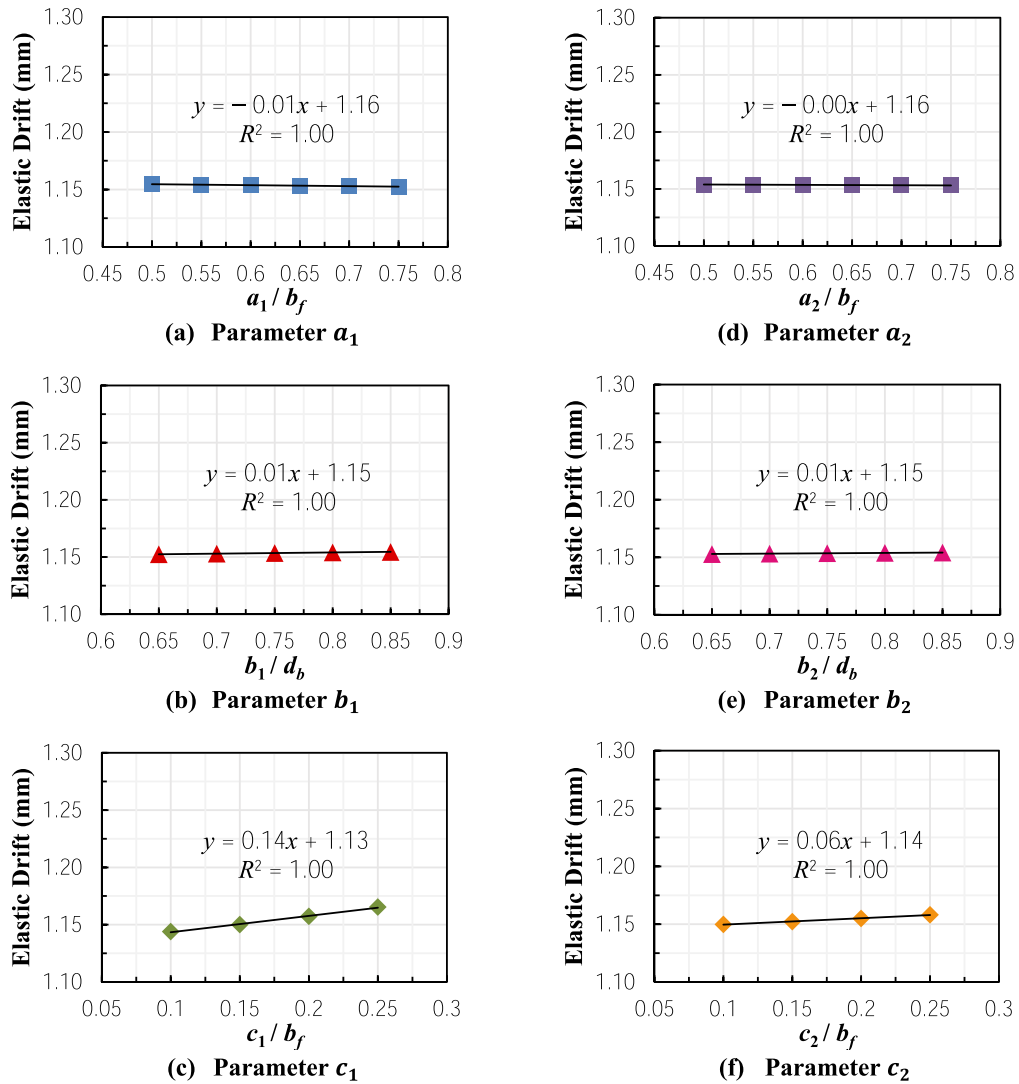 1.30
1.25
1.20
1.15
1.10
Elastic Drift (mm)
y = −0.01x + 1.16
R² = 1.00
0.45 0.5 0.55 0.6 0.65 0.7 0.75 0.8
a₁ / b_f
(a) Parameter a₁
1.30
1.25
1.20
1.15
1.10
Elastic Drift (mm)
y = −0.00x + 1.16
R² = 1.00
0.45 0.5 0.55 0.6 0.65 0.7 0.75 0.8
a₂ / b_f
(d) Parameter a₂
1.30
1.25
1.20
1.15
1.10
Elastic Drift (mm)
y = 0.01x + 1.15
R² = 1.00
0.6 0.65 0.7 0.75 0.8 0.85 0.9
b₁ / d_b
(b) Parameter b₁
1.30
1.25
1.20
1.15
1.10
Elastic Drift (mm)
y = 0.01x + 1.15
R² = 1.00
0.6 0.65 0.7 0.75 0.8 0.85 0.9
b₂ / d_b
(e) Parameter b₂
1.30
1.25
1.20
1.15
1.10
Elastic Drift (mm)
y = 0.14x + 1.13
R² = 1.00
0.05 0.1 0.15 0.2 0.25 0.3
c₁ / b_f
(c) Parameter c₁
1.30
1.25
1.20
1.15
1.10
Elastic Drift (mm)
y = 0.06x + 1.14
R² = 1.00
0.05 0.1 0.15 0.2 0.25 0.3
c₂ / b_f
(f) Parameter c₂